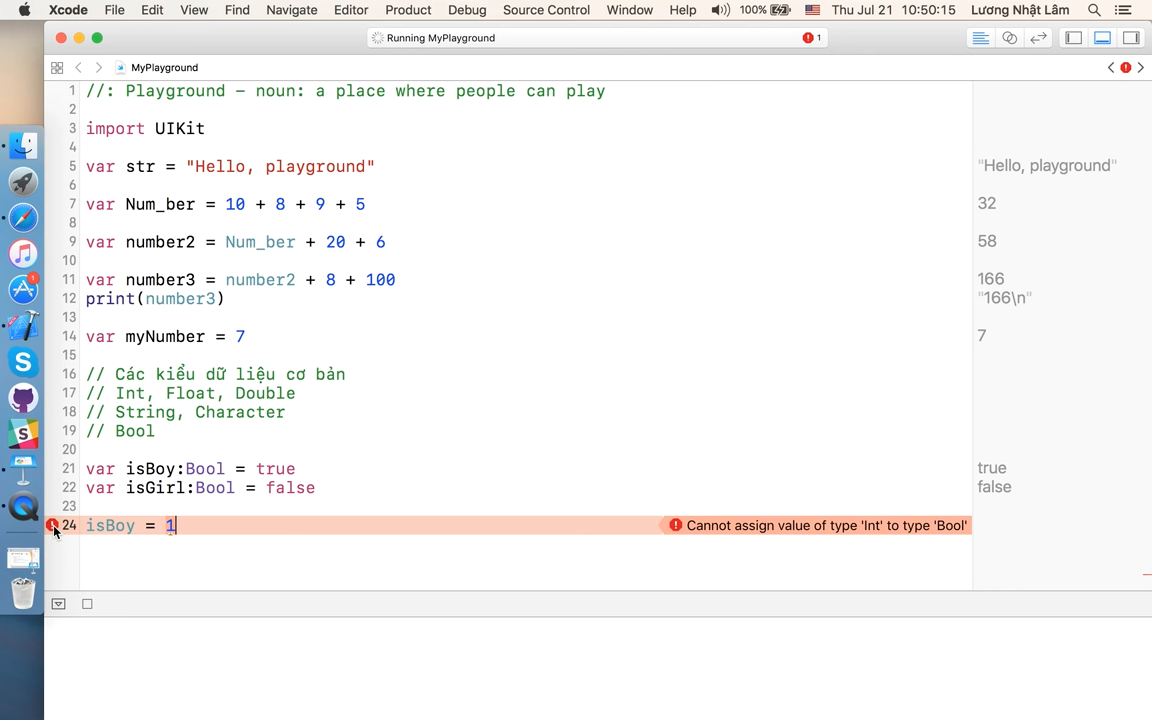 Xcode File Edit View Find Navigate Editor Product Debug Source Control Window Help 100% Thu Jul 21 10:50:15 Lương Nhật Lâm
Running MyPlayground 1
MyPlayground
1 //: Playground - noun: a place where people can play
2
3 import UIKit
4
5 var str = "Hello, playground" "Hello, playground"
6
7 var Num_ber = 10 + 8 + 9 + 5 32
8
9 var number2 = Num_ber + 20 + 6 58
10
11 var number3 = number2 + 8 + 100 166
12 print(number3) "166\n"
13
14 var myNumber = 7 7
15
16 // Các kiểu dữ liệu cơ bản
17 // Int, Float, Double
18 // String, Character
19 // Bool
20
21 var isBoy:Bool = true true
22 var isGirl:Bool = false false
23
24 isBoy = 1 Cannot assign value of type 'Int' to type 'Bool'